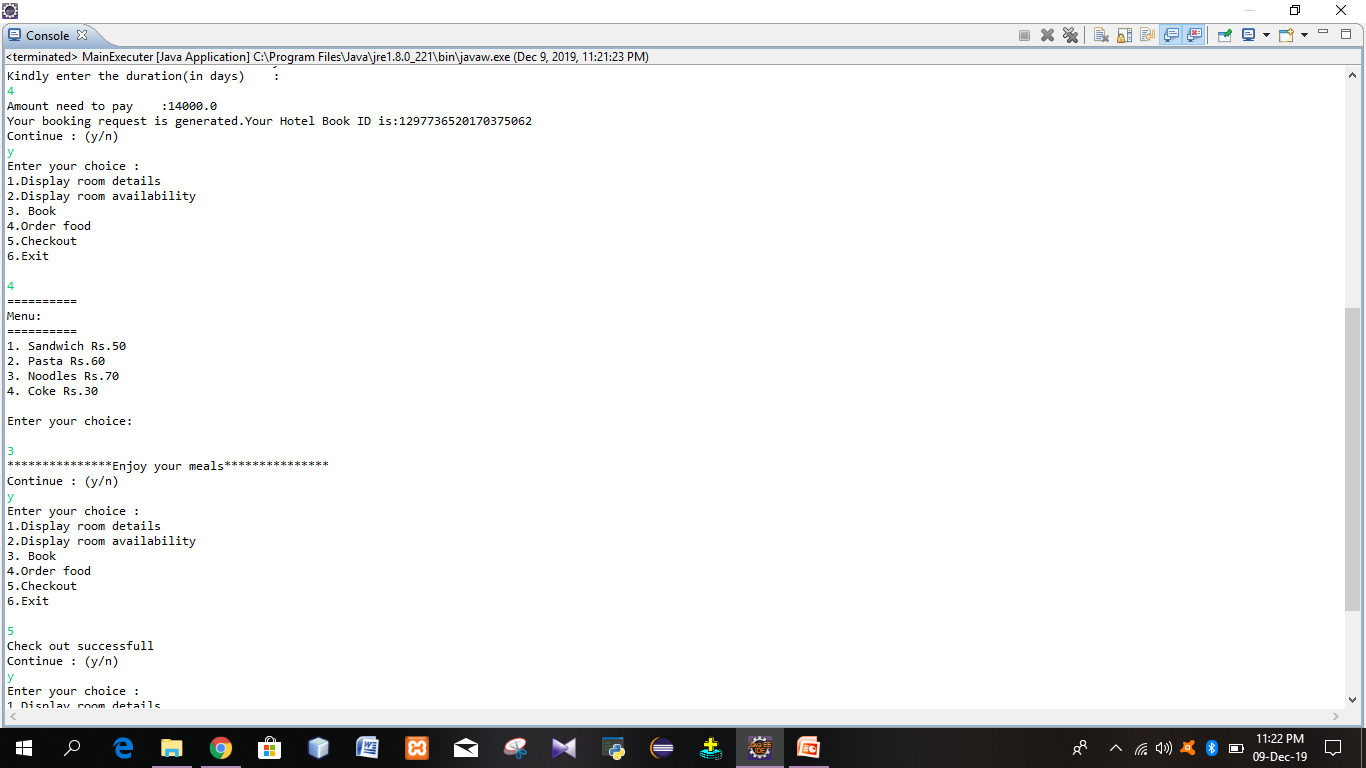 Console
<terminated> MainExecuter [Java Application] C:\Program Files\Java\jre1.8.0_221\bin\javaw.exe (Dec 9, 2019, 11:21:23 PM)
Kindly enter the duration(in days)    :
4
Amount need to pay    :14000.0
Your booking request is generated.Your Hotel Book ID is:1297736520170375062
Continue : (y/n)
y
Enter your choice :
1.Display room details
2.Display room availability
3. Book
4.Order food
5.Checkout
6.Exit
4
==========
Menu:
==========
1. Sandwich Rs.50
2. Pasta Rs.60
3. Noodles Rs.70
4. Coke Rs.30
Enter your choice:
3
***************Enjoy your meals***************
Continue : (y/n)
y
Enter your choice :
1.Display room details
2.Display room availability
3. Book
4.Order food
5.Checkout
6.Exit
5
Check out successfull
Continue : (y/n)
y
Enter your choice :
1.Display room details
11:22 PM
09-Dec-19